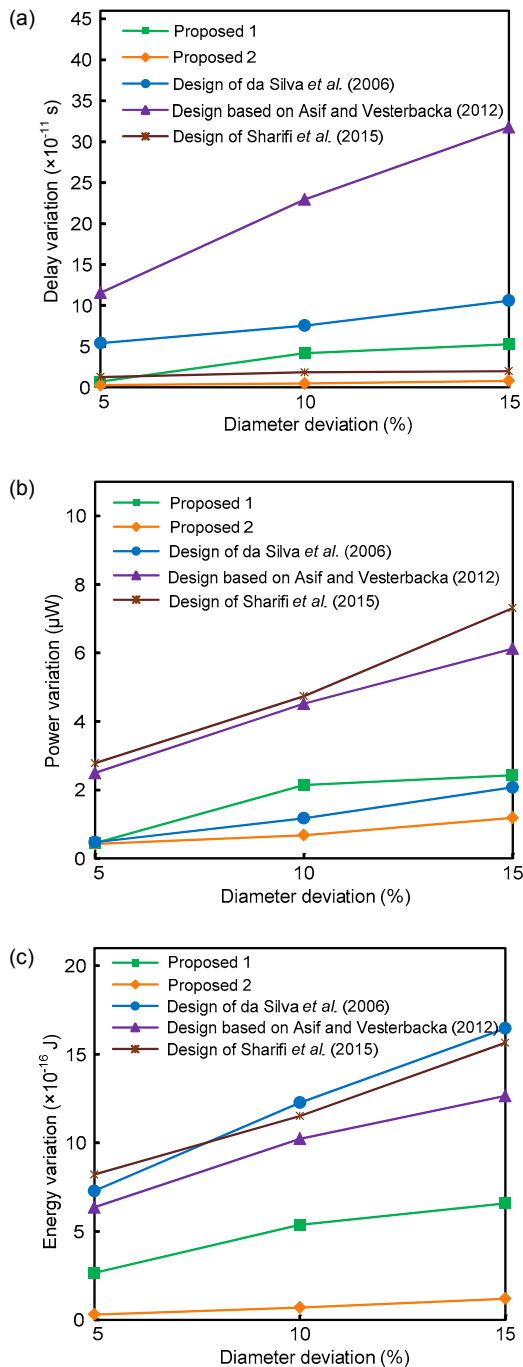 (a)
45
40
35
30
25
20
15
10
5
0
Delay variation (×10⁻¹¹ s)
Proposed 1
Proposed 2
Design of da Silva et al. (2006)
Design based on Asif and Vesterbacka (2012)
Design of Sharifi et al. (2015)
5 10 15
Diameter deviation (%)
(b)
10
8
6
4
2
0
Power variation (µW)
Proposed 1
Proposed 2
Design of da Silva et al. (2006)
Design based on Asif and Vesterbacka (2012)
Design of Sharifi et al. (2015)
5 10 15
Diameter deviation (%)
(c)
20
15
10
5
0
Energy variation (×10⁻¹⁶ J)
Proposed 1
Proposed 2
Design of da Silva et al. (2006)
Design based on Asif and Vesterbacka (2012)
Design of Sharifi et al. (2015)
5 10 15
Diameter deviation (%)